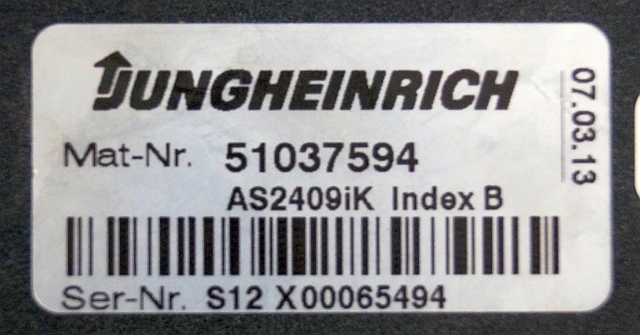 JUNGHEINRICH
Mat-Nr. 51037594
AS2409iK Index B
Ser-Nr. S12 X00065494
07.03.13